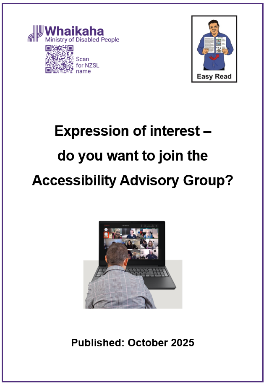 Whaikaha
Ministry of Disabled People
Scan
for NZSL
name
Easy Read
Expression of interest –
do you want to join the
Accessibility Advisory Group?
Published: October 2025